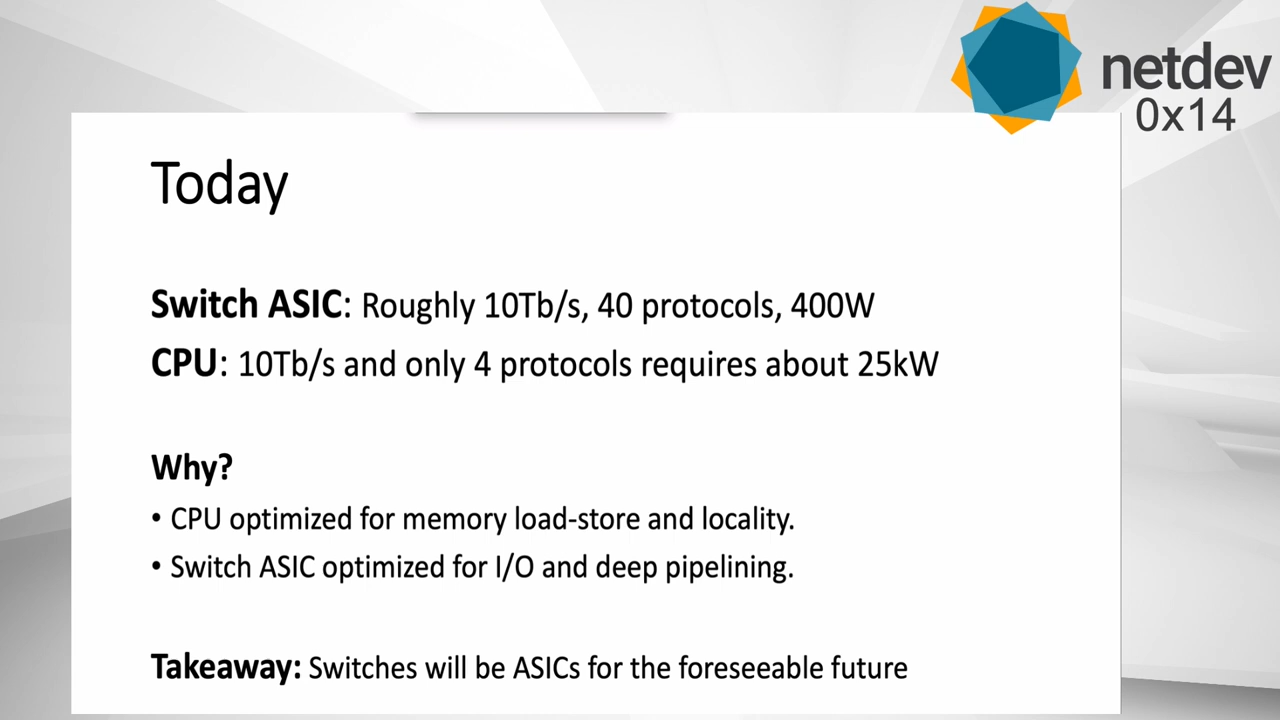 netdev
0x14
Today
Switch ASIC: Roughly 10Tb/s, 40 protocols, 400W
CPU: 10Tb/s and only 4 protocols requires about 25kW
Why?
• CPU optimized for memory load-store and locality.
• Switch ASIC optimized for I/O and deep pipelining.
Takeaway: Switches will be ASICs for the foreseeable future